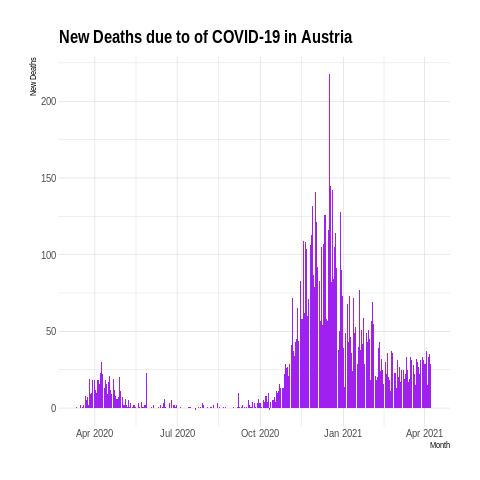 New Deaths due to of COVID-19 in Austria
New Deaths
200
150
100
50
0
Apr 2020 Jul 2020 Oct 2020 Jan 2021 Apr 2021
Month